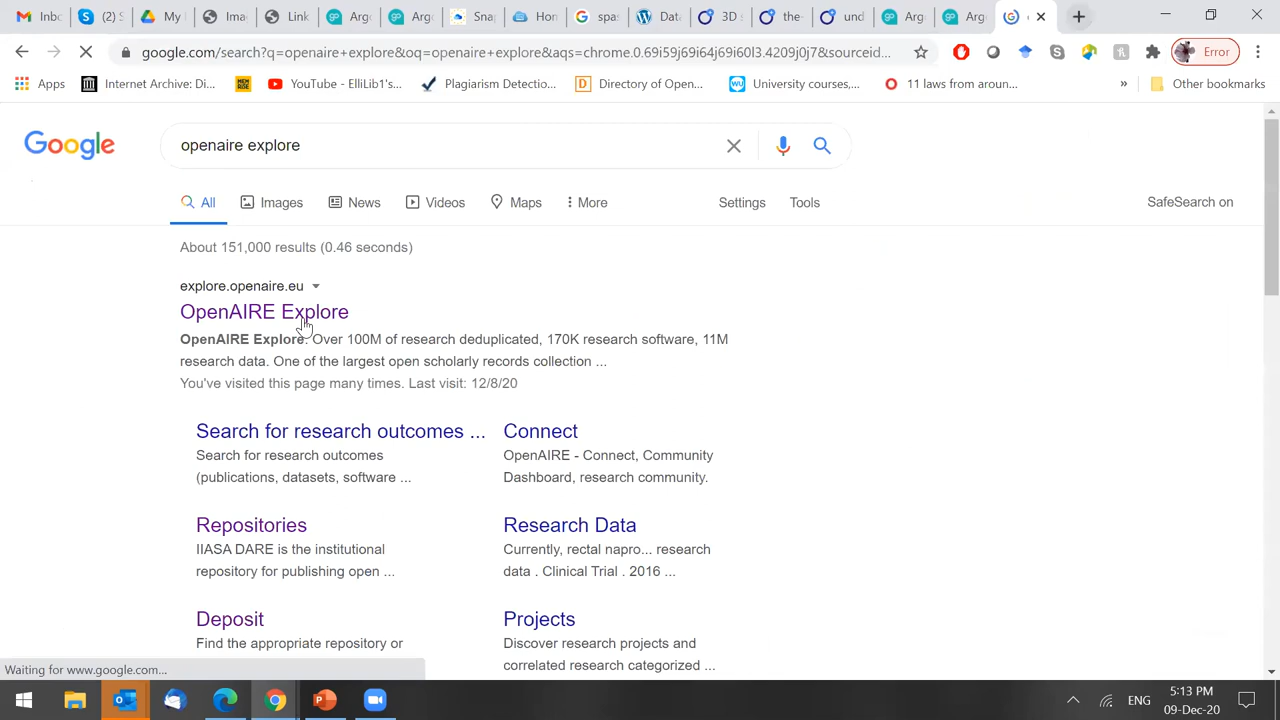 Inbo
(2) S
My
Ima
Link
Argo
Argo
Snap
Hom
spas
Data
3D s
the-
und
Argo
Argo
google.com/search?q=openaire+explore&oq=openaire+explore&aqs=chrome.0.69i59j69i64j69i60l3.4209j0j7&sourceid...
Error
Apps
Internet Archive: Di...
YouTube - ElliLib1's...
Plagiarism Detectio...
Directory of Open...
University courses,...
11 laws from aroun...
»
Other bookmarks
Google
openaire explore
All
Images
News
Videos
Maps
More
Settings
Tools
SafeSearch on
About 151,000 results (0.46 seconds)
explore.openaire.eu
OpenAIRE Explore
OpenAIRE Explore. Over 100M of research deduplicated, 170K research software, 11M
research data. One of the largest open scholarly records collection ...
You've visited this page many times. Last visit: 12/8/20
Search for research outcomes ...
Search for research outcomes
(publications, datasets, software ...
Connect
OpenAIRE - Connect, Community
Dashboard, research community.
Repositories
IIASA DARE is the institutional
repository for publishing open ...
Research Data
Currently, rectal napro... research
data . Clinical Trial . 2016 ...
Deposit
Find the appropriate repository or
Projects
Discover research projects and
correlated research categorized ...
Waiting for www.google.com...
ENG
5:13 PM
09-Dec-20